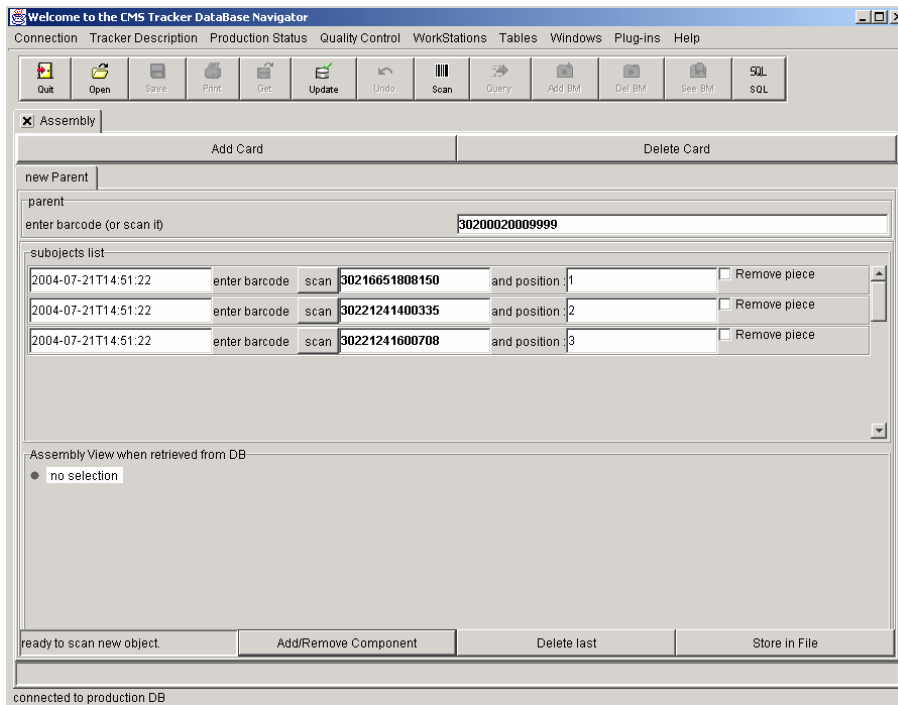 Welcome to the CMS Tracker DataBase Navigator
Connection Tracker Description Production Status Quality Control WorkStations Tables Windows Plug-ins Help
SQL
Quit Open Save Print Get Update Undo Scan Query Add BM Del BM See BM SQL
Assembly
Add Card Delete Card
new Parent
parent
enter barcode (or scan it) 30200020009999
subojects list
2004-07-21T14:51:22 enter barcode scan 30216651808150 and position : 1 Remove piece
2004-07-21T14:51:22 enter barcode scan 30221241400335 and position : 2 Remove piece
2004-07-21T14:51:22 enter barcode scan 30221241600708 and position : 3 Remove piece
Assembly View when retrieved from DB
no selection
ready to scan new object. Add/Remove Component Delete last Store in File
connected to production DB